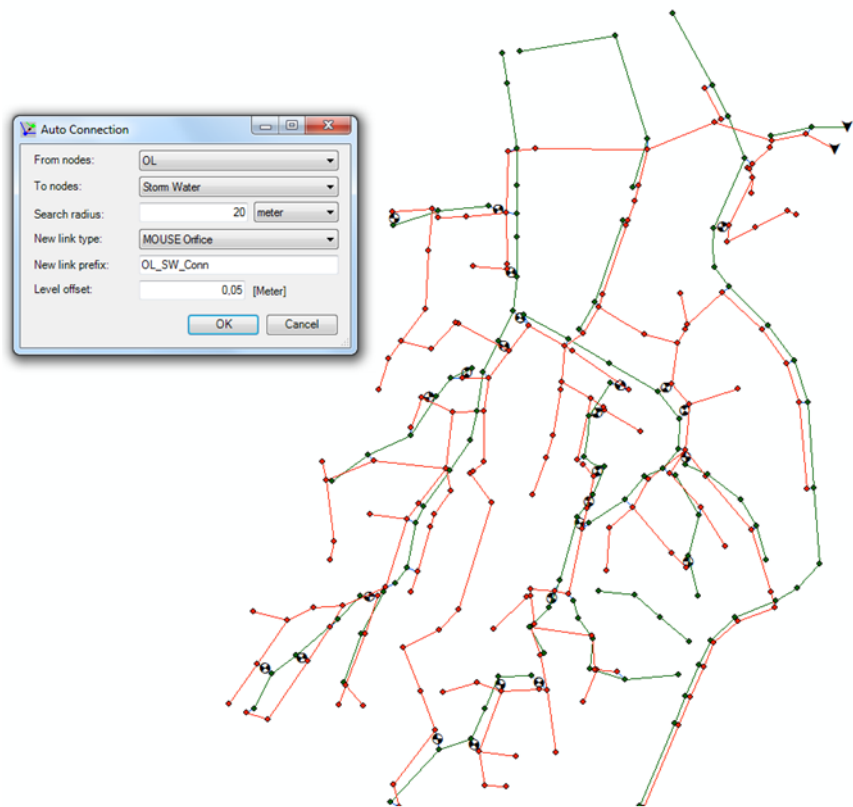 Auto Connection
From nodes: OL
To nodes: Storm Water
Search radius: 20 meter
New link type: MOUSE Orifice
New link prefix: OL_SW_Conn
Level offset: 0,05 [Meter]
OK Cancel